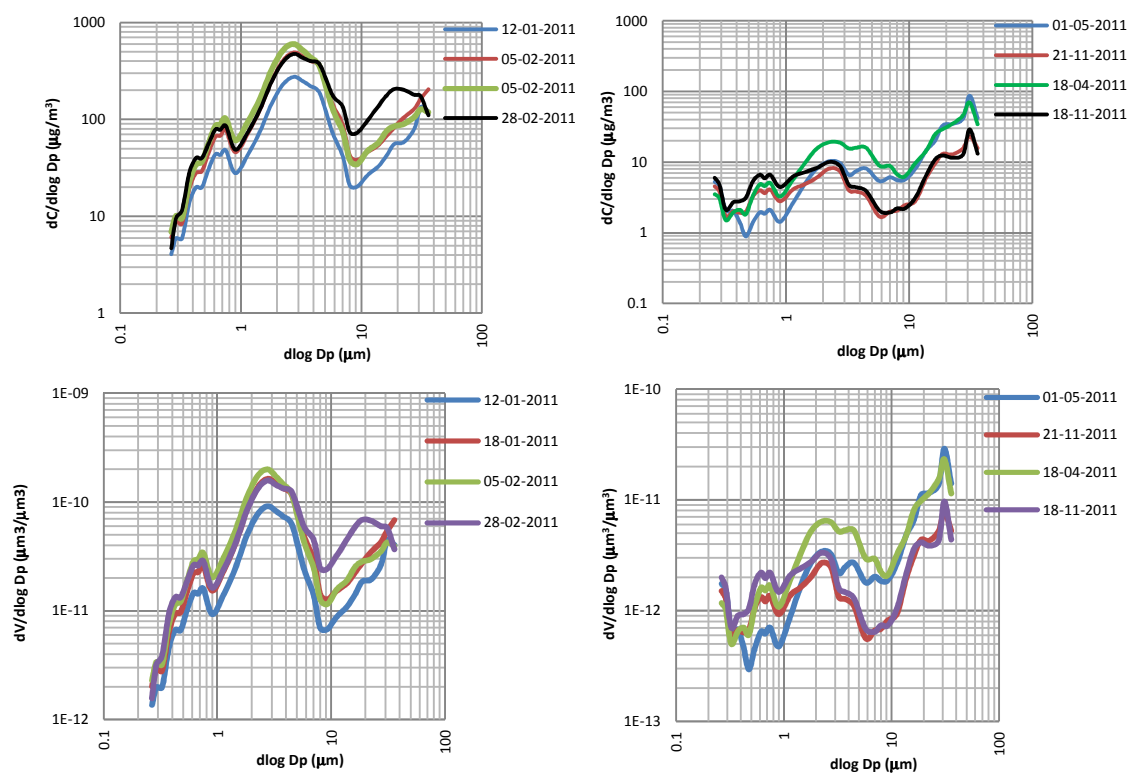 1000
100
10
1
dC/dlog Dp (µg/m³)
0.1
1
10
100
dlog Dp (µm)
12-01-2011
05-02-2011
05-02-2011
28-02-2011
1000
100
10
1
0.1
dC/dlog Dp (µg/m3)
0.1
1
10
100
dlog Dp (µm)
01-05-2011
21-11-2011
18-04-2011
18-11-2011
1E-09
1E-10
1E-11
1E-12
dV/dlog Dp (µm3/µm3)
0.1
1
10
100
dlog Dp (µm)
12-01-2011
18-01-2011
05-02-2011
28-02-2011
1E-10
1E-11
1E-12
1E-13
dV/dlog Dp (µm³/µm³)
0.1
1
10
100
dlog Dp (µm)
01-05-2011
21-11-2011
18-04-2011
18-11-2011